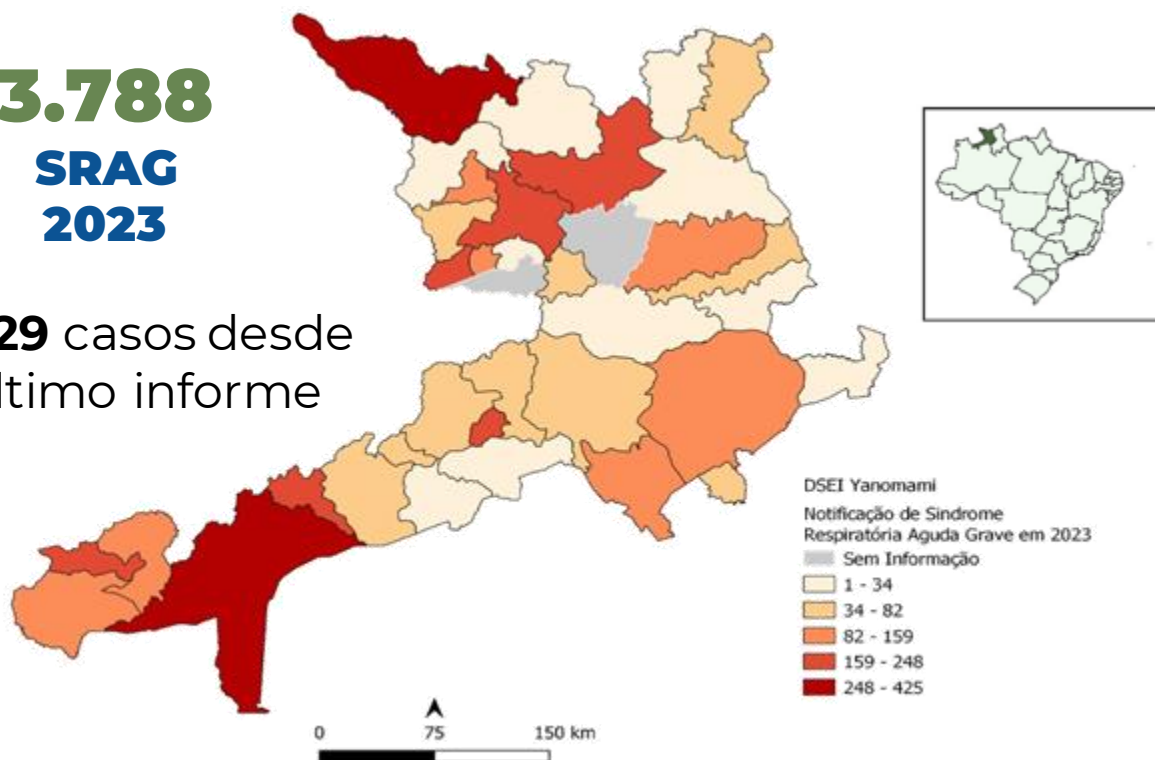 3.788
SRAG
2023
29 casos desde
ltimo informe
DSEI Yanomami
Notificação de Sindrome
Respiratória Aguda Grave em 2023
Sem Informação
1 - 34
34 - 82
82 - 159
159 - 248
248 - 425
0 75 150 km